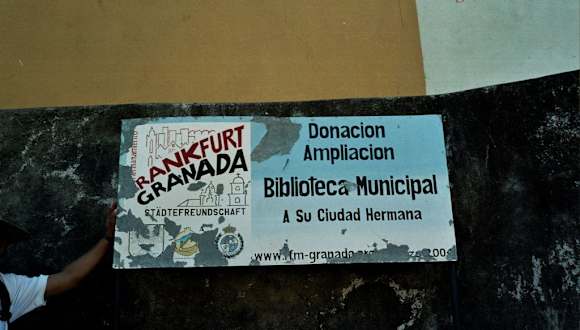 RANKFURT
GRANADA
STÄDTEFREUNDSCHAFT
Donacion
Ampliacion
Biblioteca Municipal
A Su Ciudad Hermana